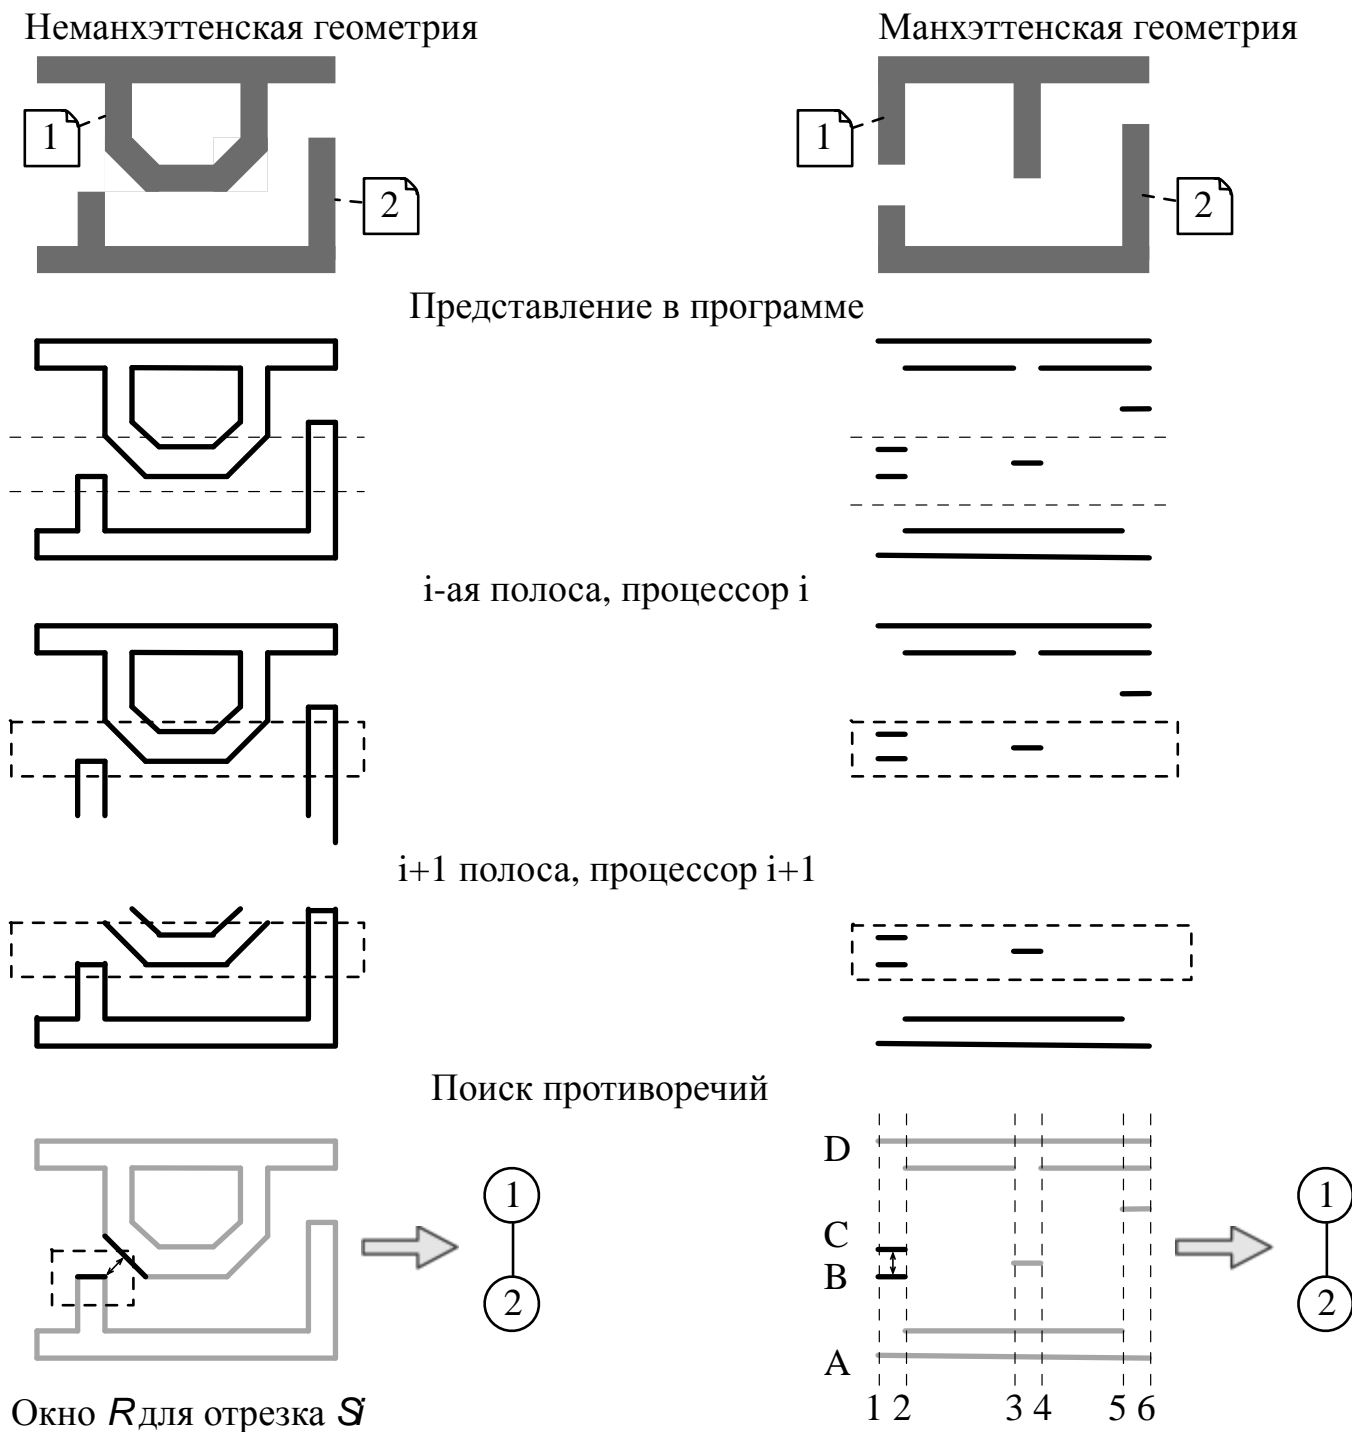 Неманхэттенская геометрия
Манхэттенская геометрия
1
2
1
2
Представление в программе
i-ая полоса, процессор i
i+1 полоса, процессор i+1
Поиск противоречий
1
2
D
C
B
A
1 2 3 4 5 6
1
2
Окно R для отрезка Si